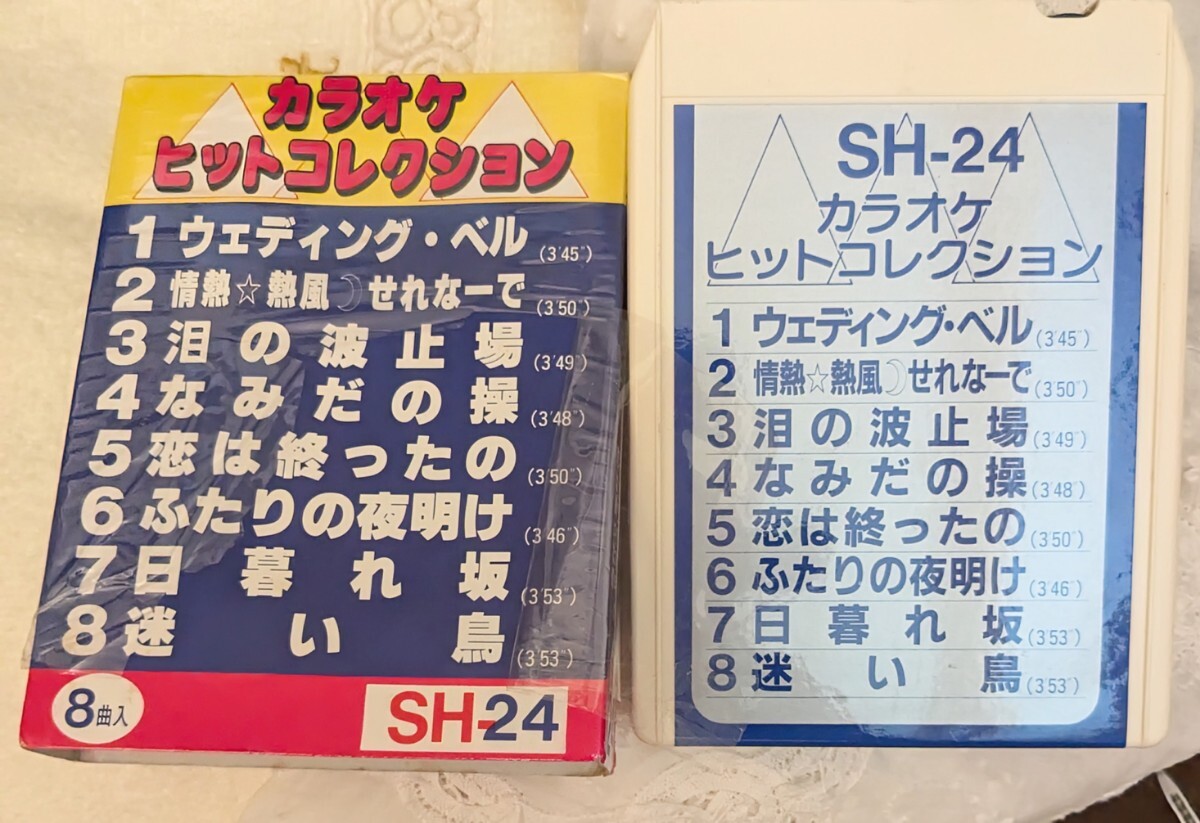 カラオケ
ヒットコレクション
1 ウェディング・ベル (3'45")
2 情熱☆熱風☽せれなーで (3'50")
3 泪の波止場 (3'49")
4 なみだの操 (3'48")
5 恋は終ったの (3'50")
6 ふたりの夜明け (3'46")
7 日暮れ坂 (3'53")
8 迷い鳥 (3'53")
8曲入
SH-24
SH-24
カラオケ
ヒットコレクション
1 ウェディング・ベル (3'45")
2 情熱☆熱風☽せれなーで (3'50")
3 泪の波止場 (3'49")
4 なみだの操 (3'48")
5 恋は終ったの (3'50")
6 ふたりの夜明け (3'46")
7 日暮れ坂 (3'53")
8 迷い鳥 (3'53")